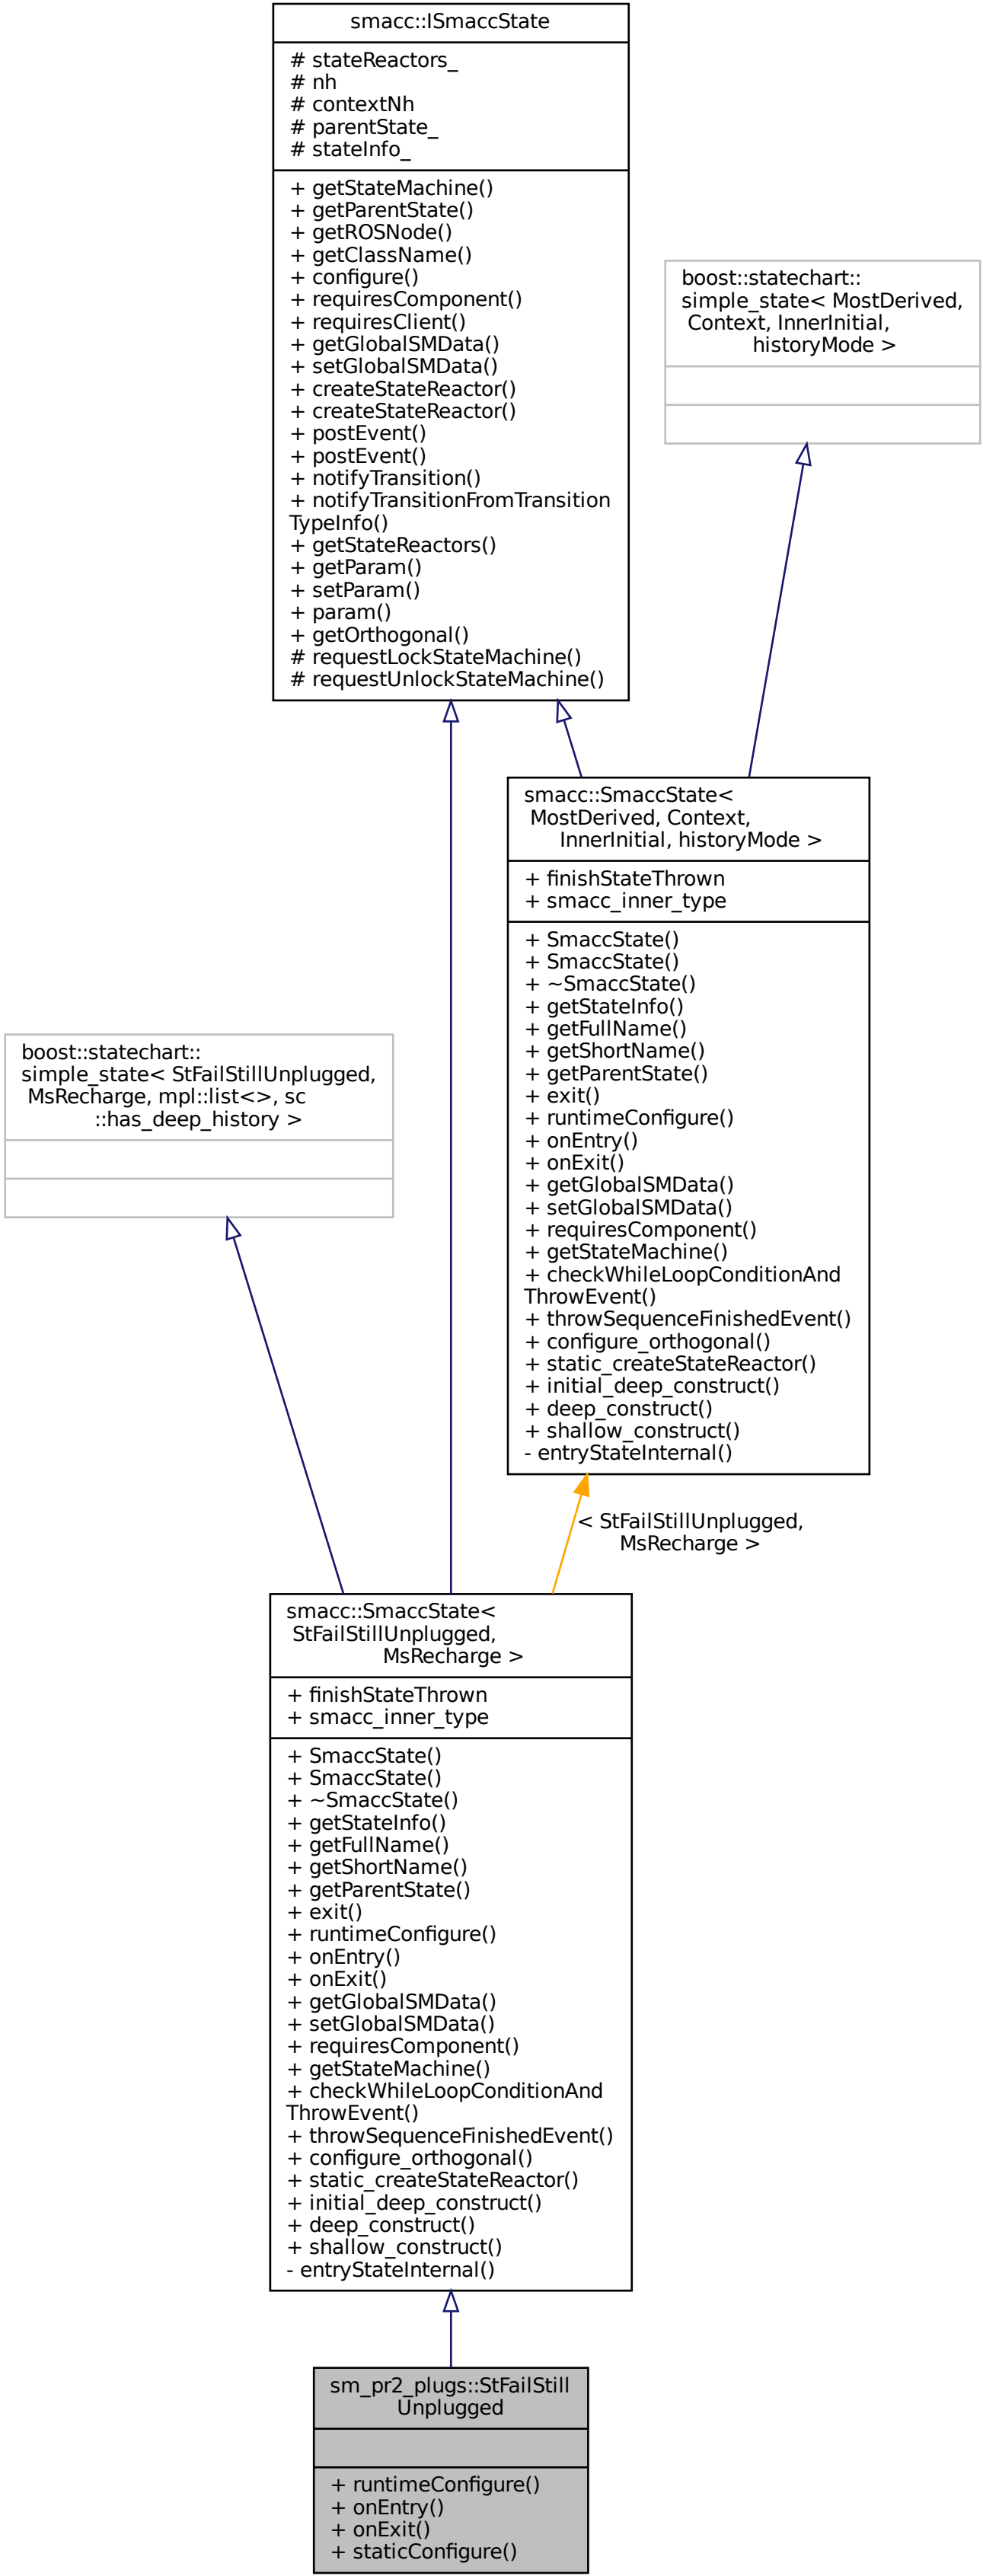 smacc::ISmaccState
# stateReactors_
# nh
# contextNh
# parentState_
# stateInfo_
+ getStateMachine()
+ getParentState()
+ getROSNode()
+ getClassName()
+ configure()
+ requiresComponent()
+ requiresClient()
+ getGlobalSMData()
+ setGlobalSMData()
+ createStateReactor()
+ createStateReactor()
+ postEvent()
+ postEvent()
+ notifyTransition()
+ notifyTransitionFromTransition
TypeInfo()
+ getStateReactors()
+ getParam()
+ setParam()
+ param()
+ getOrthogonal()
# requestLockStateMachine()
# requestUnlockStateMachine()
boost::statechart::
simple_state< MostDerived,
Context, InnerInitial,
historyMode >
smacc::SmaccState<
MostDerived, Context,
InnerInitial, historyMode >
+ finishStateThrown
+ smacc_inner_type
+ SmaccState()
+ SmaccState()
+ ~SmaccState()
+ getStateInfo()
+ getFullName()
+ getShortName()
+ getParentState()
+ exit()
+ runtimeConfigure()
+ onEntry()
+ onExit()
+ getGlobalSMData()
+ setGlobalSMData()
+ requiresComponent()
+ getStateMachine()
+ checkWhileLoopConditionAnd
ThrowEvent()
+ throwSequenceFinishedEvent()
+ configure_orthogonal()
+ static_createStateReactor()
+ initial_deep_construct()
+ deep_construct()
+ shallow_construct()
- entryStateInternal()
boost::statechart::
simple_state< StFailStillUnplugged,
MsRecharge, mpl::list<>, sc
::has_deep_history >
< StFailStillUnplugged,
MsRecharge >
smacc::SmaccState<
StFailStillUnplugged,
MsRecharge >
+ finishStateThrown
+ smacc_inner_type
+ SmaccState()
+ SmaccState()
+ ~SmaccState()
+ getStateInfo()
+ getFullName()
+ getShortName()
+ getParentState()
+ exit()
+ runtimeConfigure()
+ onEntry()
+ onExit()
+ getGlobalSMData()
+ setGlobalSMData()
+ requiresComponent()
+ getStateMachine()
+ checkWhileLoopConditionAnd
ThrowEvent()
+ throwSequenceFinishedEvent()
+ configure_orthogonal()
+ static_createStateReactor()
+ initial_deep_construct()
+ deep_construct()
+ shallow_construct()
- entryStateInternal()
sm_pr2_plugs::StFailStill
Unplugged
+ runtimeConfigure()
+ onEntry()
+ onExit()
+ staticConfigure()